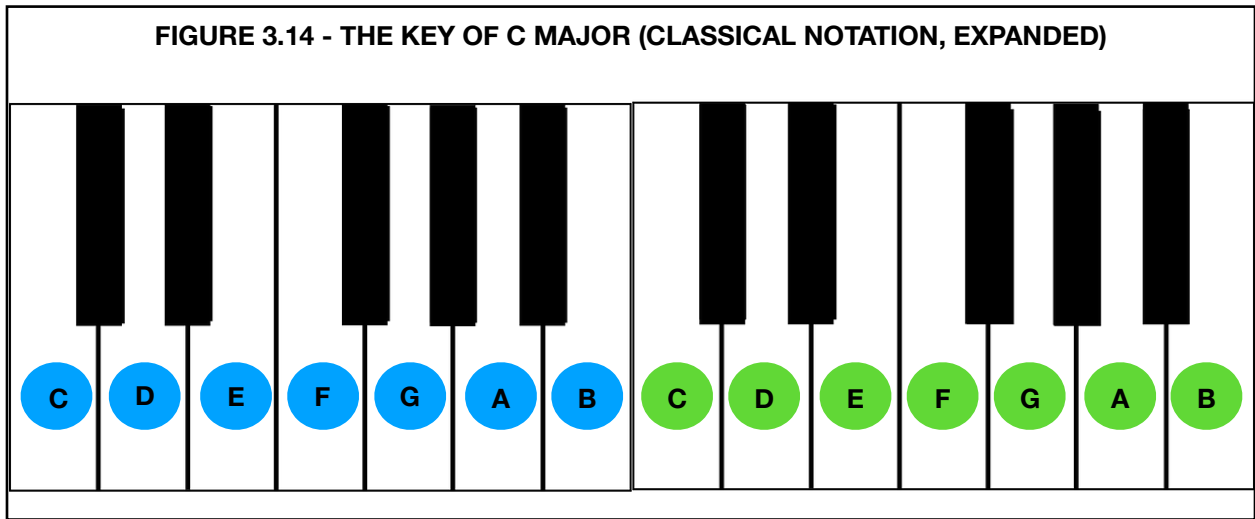 FIGURE 3.14 - THE KEY OF C MAJOR (CLASSICAL NOTATION, EXPANDED)
C D E F G A B C D E F G A B